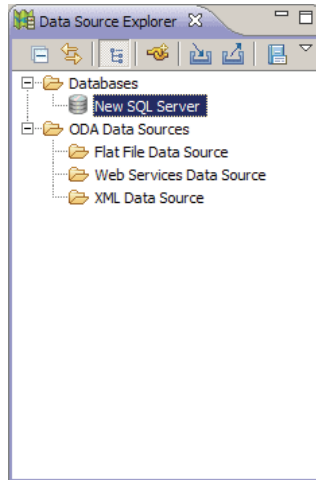 Data Source Explorer
Databases
New SQL Server
ODA Data Sources
Flat File Data Source
Web Services Data Source
XML Data Source